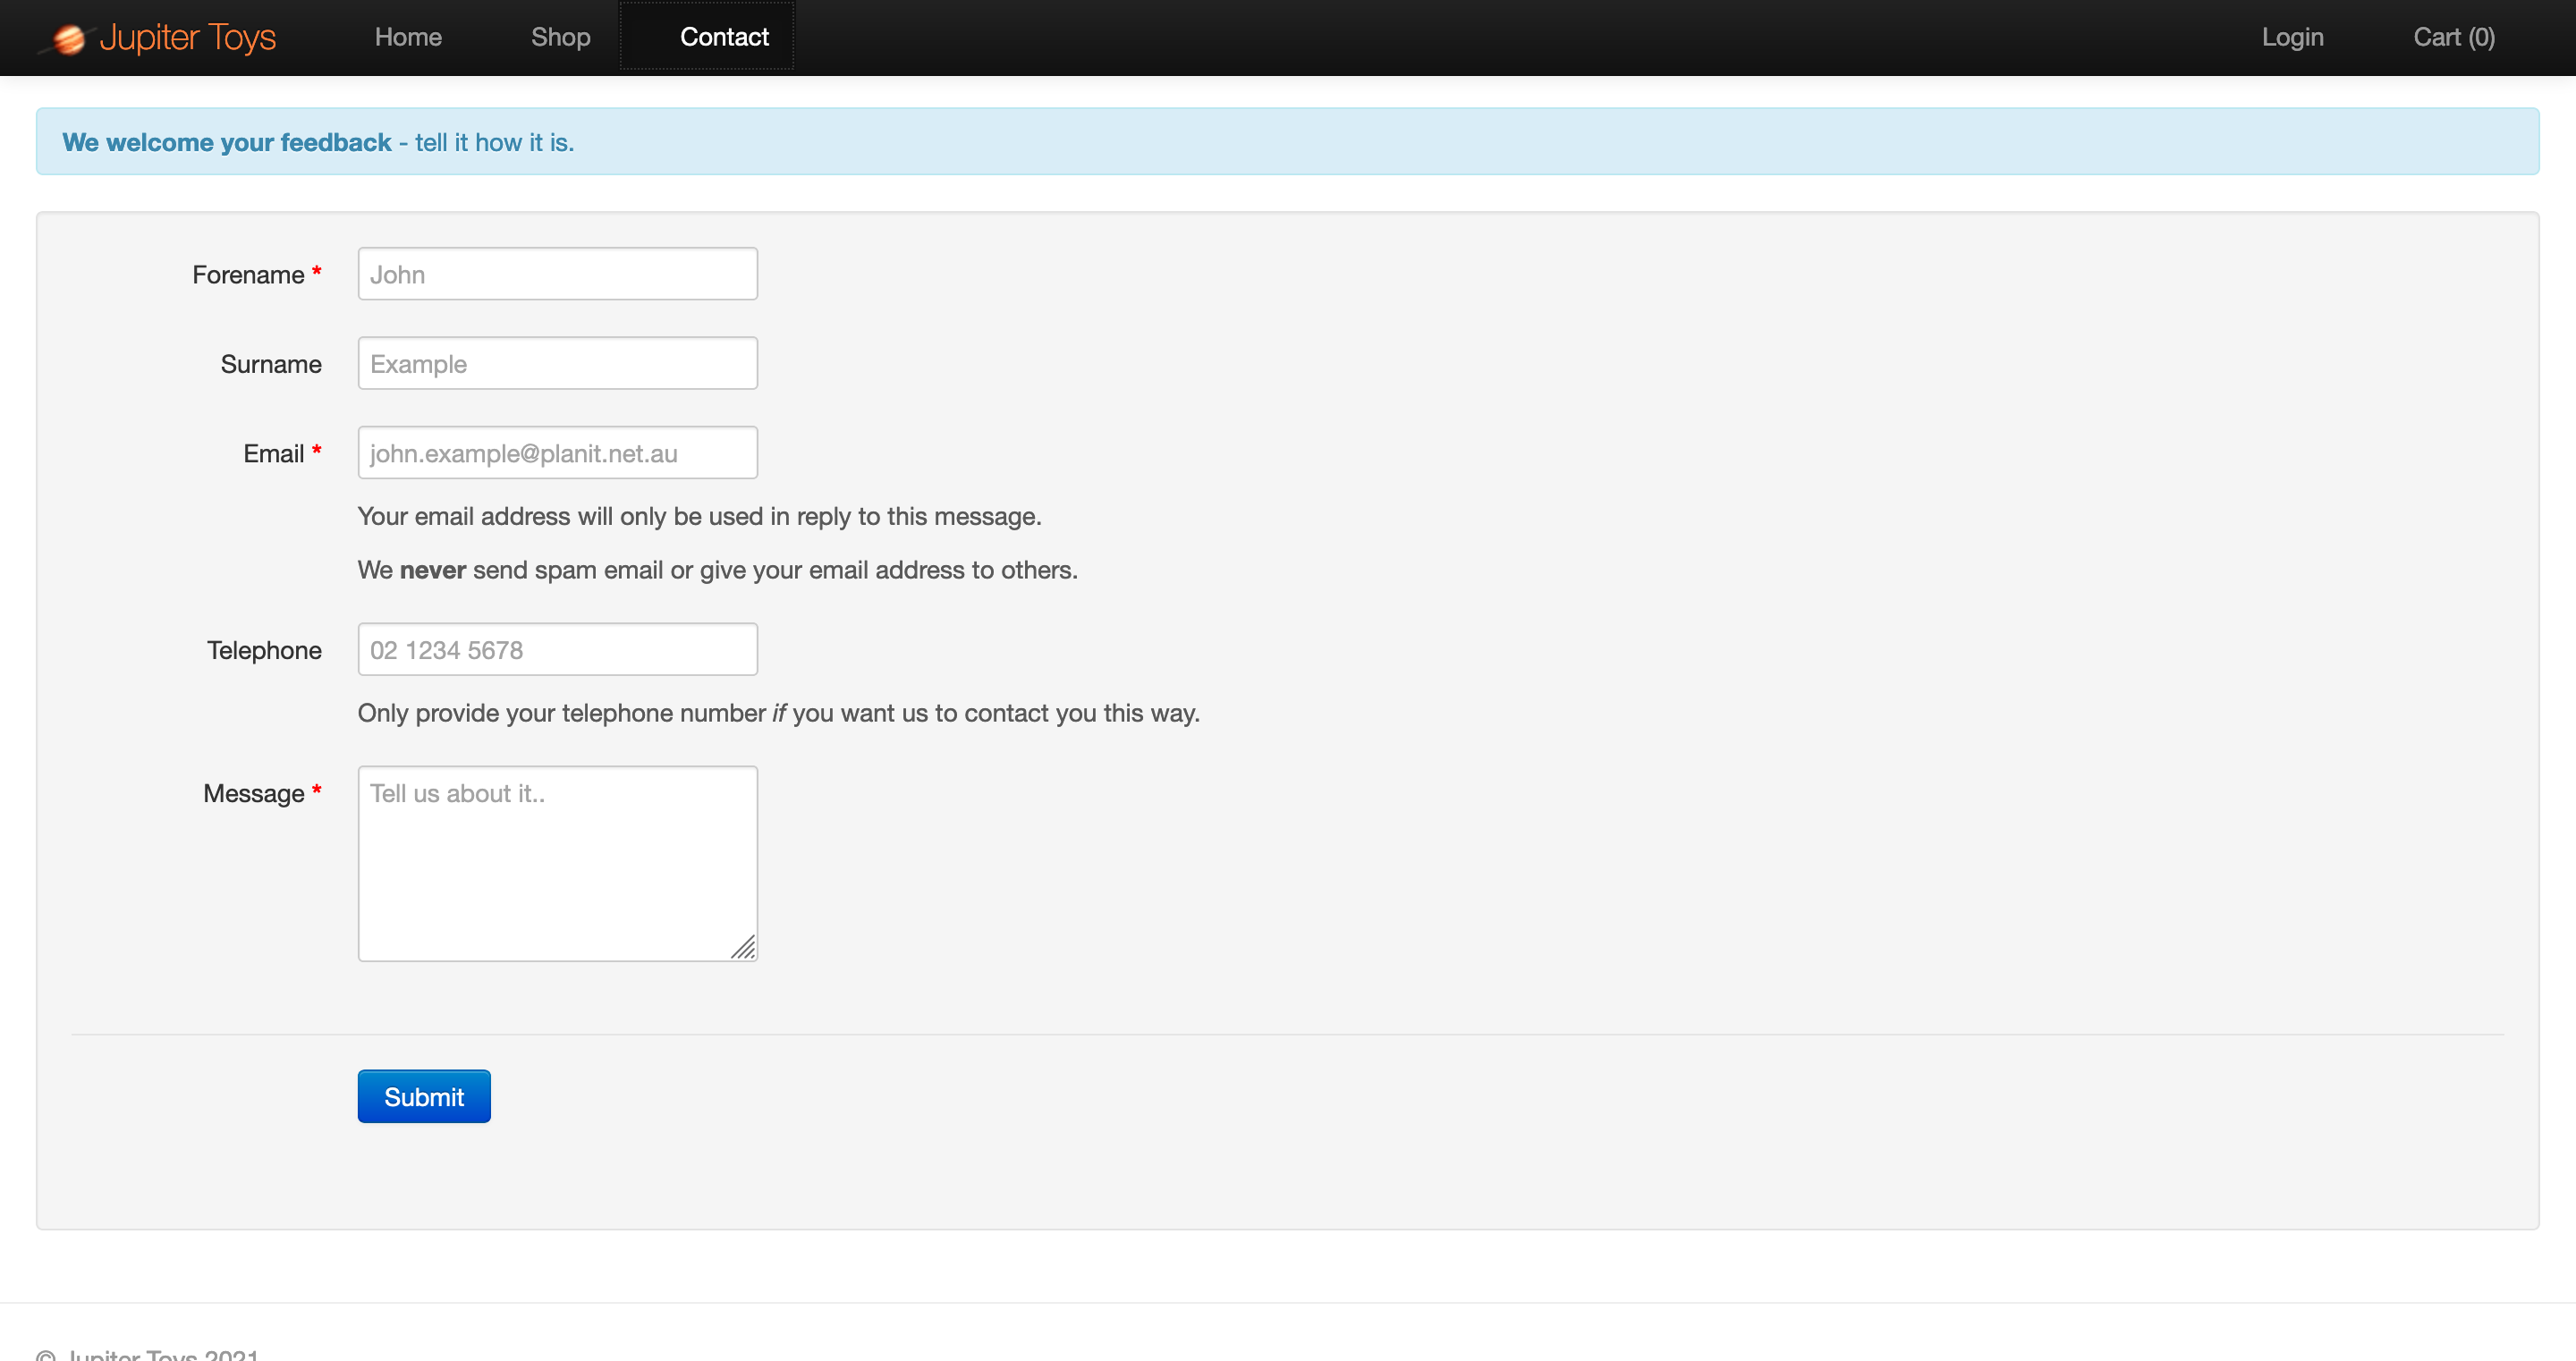 Jupiter Toys Home Shop Contact Login Cart (0)
We welcome your feedback - tell it how it is.
Forename * John
Surname Example
Email * john.example@planit.net.au
Your email address will only be used in reply to this message.
We never send spam email or give your email address to others.
Telephone 02 1234 5678
Only provide your telephone number if you want us to contact you this way.
Message * Tell us about it..
Submit
© Jupiter Toys 2021